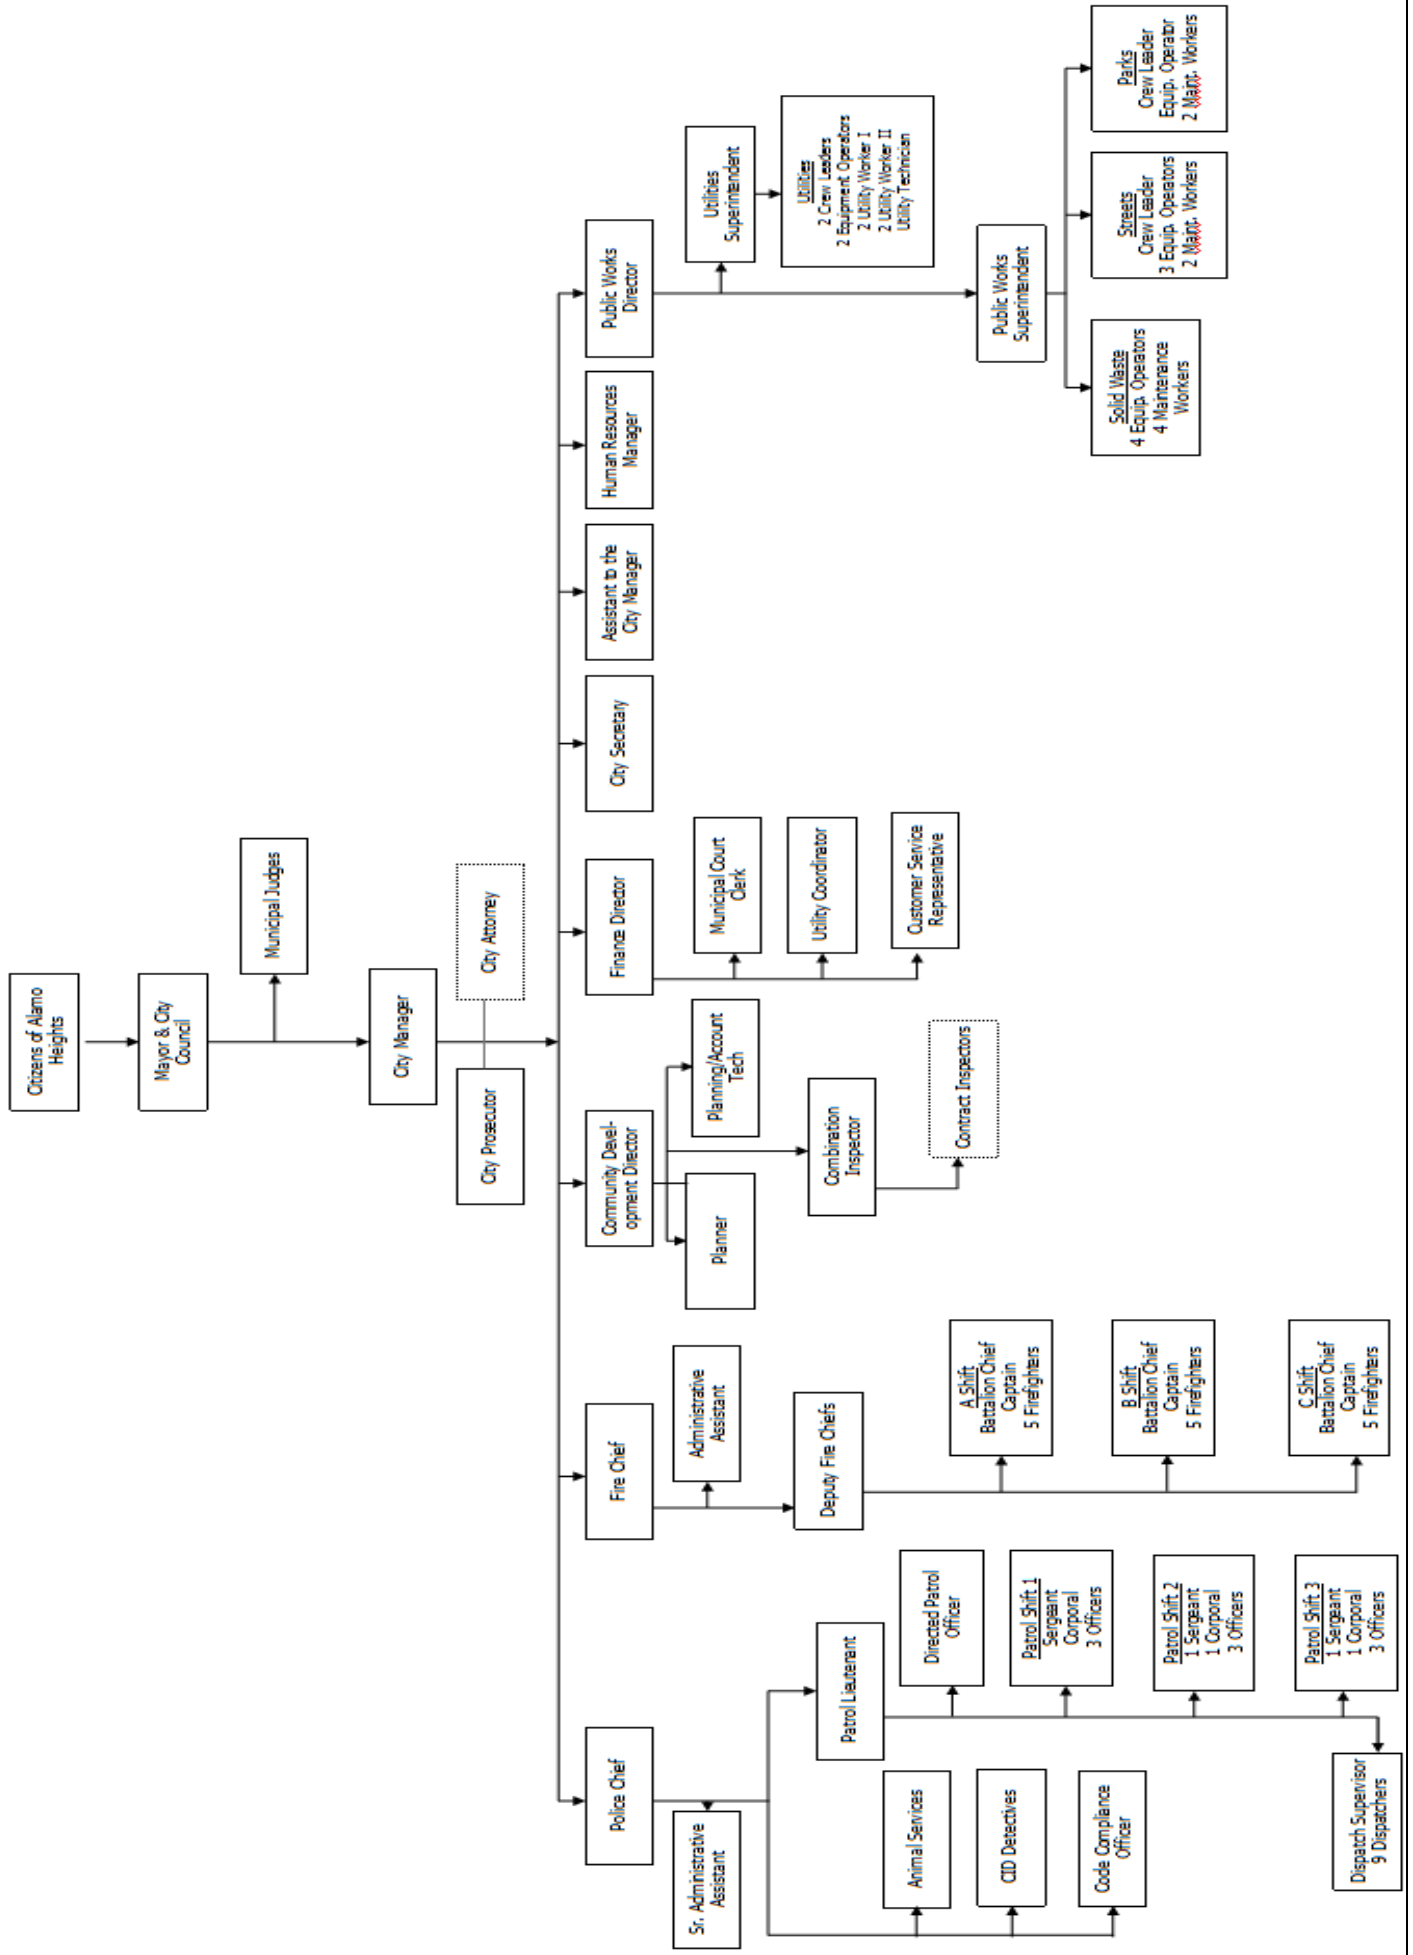 Citizens of Alamo
Heights
Mayor & City
Council
Municipal Judges
City Manager
City Prosecutor
City Attorney
Police Chief
Fire Chief
Community Devel-
opment Director
Finance Director
City Secretary
Assistant to the
City Manager
Human Resources
Manager
Public Works
Director
Sr. Administrative
Assistant
Patrol Lieutenant
Animal Services
CID Detectives
Code Compliance
Officer
Directed Patrol
Officer
Patrol Shift 1
Sergeant
Corporal
3 Officers
Patrol Shift 2
1 Sergeant
1 Corporal
3 Officers
Patrol Shift 3
1 Sergeant
1 Corporal
3 Officers
Dispatch Supervisor
9 Dispatchers
Administrative
Assistant
Deputy Fire Chiefs
A Shift
Battalion Chief
Captain
5 Firefighters
B Shift
Battalion Chief
Captain
5 Firefighters
C Shift
Battalion Chief
Captain
5 Firefighters
Planner
Planning/Account
Tech
Combination
Inspector
Contract Inspectors
Municipal Court
Clerk
Utility Coordinator
Customer Service
Representative
Utilities
Superintendent
Utilities
2 Crew Leaders
2 Equipment Operators
2 Utility Worker I
2 Utility Worker II
Utility Technician
Public Works
Superintendent
Solid Waste
4 Equip. Operators
4 Maintenance
Workers
Streets
Crew Leader
3 Equip. Operators
2 Maint. Workers
Parks
Crew Leader
Equip. Operator
2 Maint. Workers